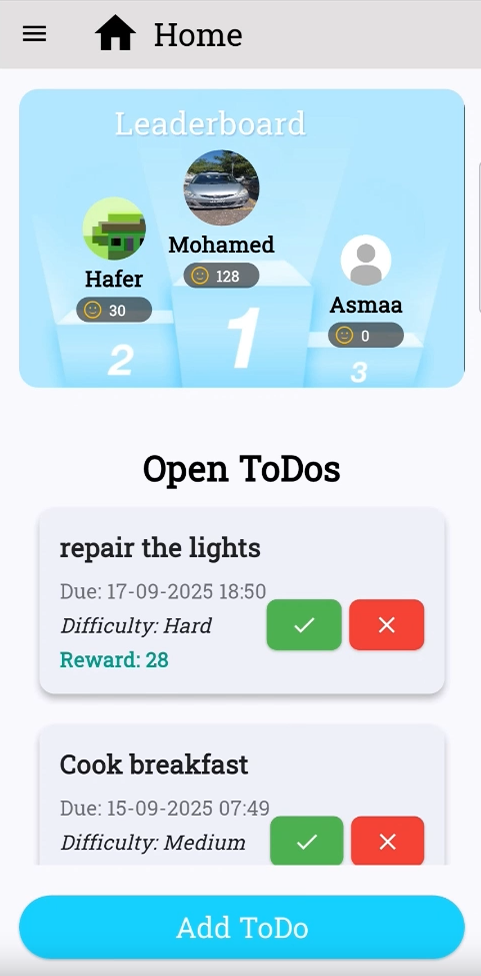 Home
Leaderboard
Mohamed
128
Hafer
30
Asmaa
0
1
2
3
Open ToDos
repair the lights
Due: 17-09-2025 18:50
Difficulty: Hard
Reward: 28
Cook breakfast
Due: 15-09-2025 07:49
Difficulty: Medium
Add ToDo